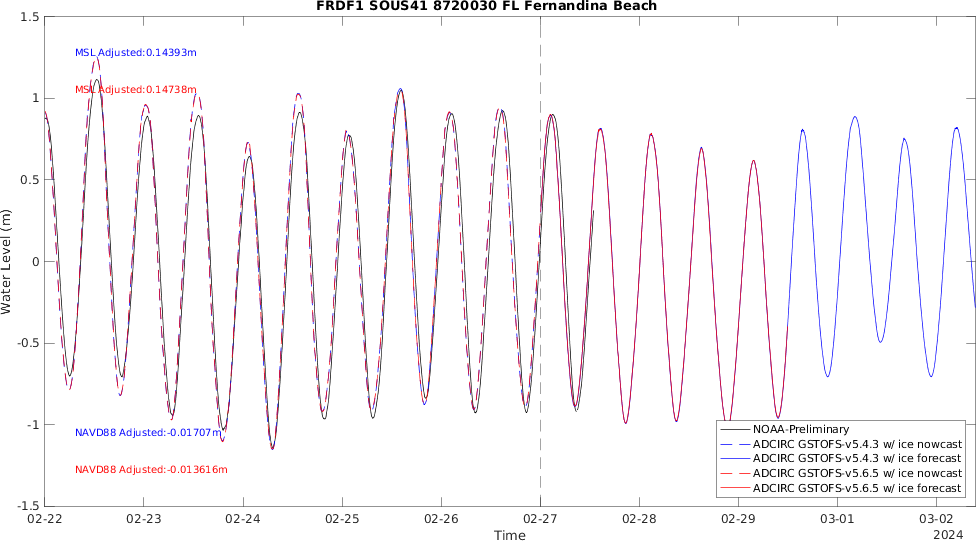 FRDF1 SOUS41 8720030 FL Fernandina Beach
1.5
1
0.5
0
-0.5
-1
-1.5
Water Level (m)
MSL Adjusted:0.14393m
MSL Adjusted:0.14738m
NAVD88 Adjusted:-0.01707m
NAVD88 Adjusted:-0.013616m
NOAA-Preliminary
ADCIRC GSTOFS-v5.4.3 w/ ice nowcast
ADCIRC GSTOFS-v5.4.3 w/ ice forecast
ADCIRC GSTOFS-v5.6.5 w/ ice nowcast
ADCIRC GSTOFS-v5.6.5 w/ ice forecast
02-22 02-23 02-24 02-25 02-26 02-27 02-28 02-29 03-01 03-02
Time
2024